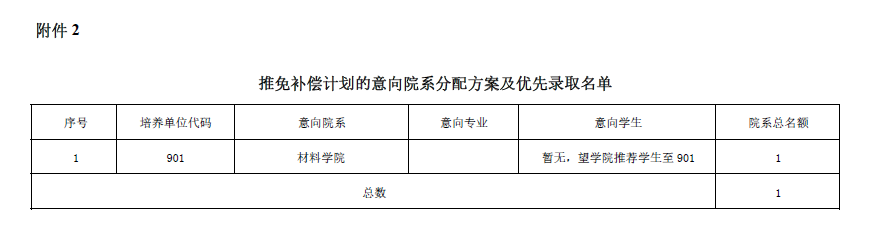 附件 2
推免补偿计划的意向院系分配方案及优先录取名单
序号 培养单位代码 意向院系 意向专业 意向学生 院系总名额
1 901 材料学院 暂无，望学院推荐学生至 901 1
总数 1